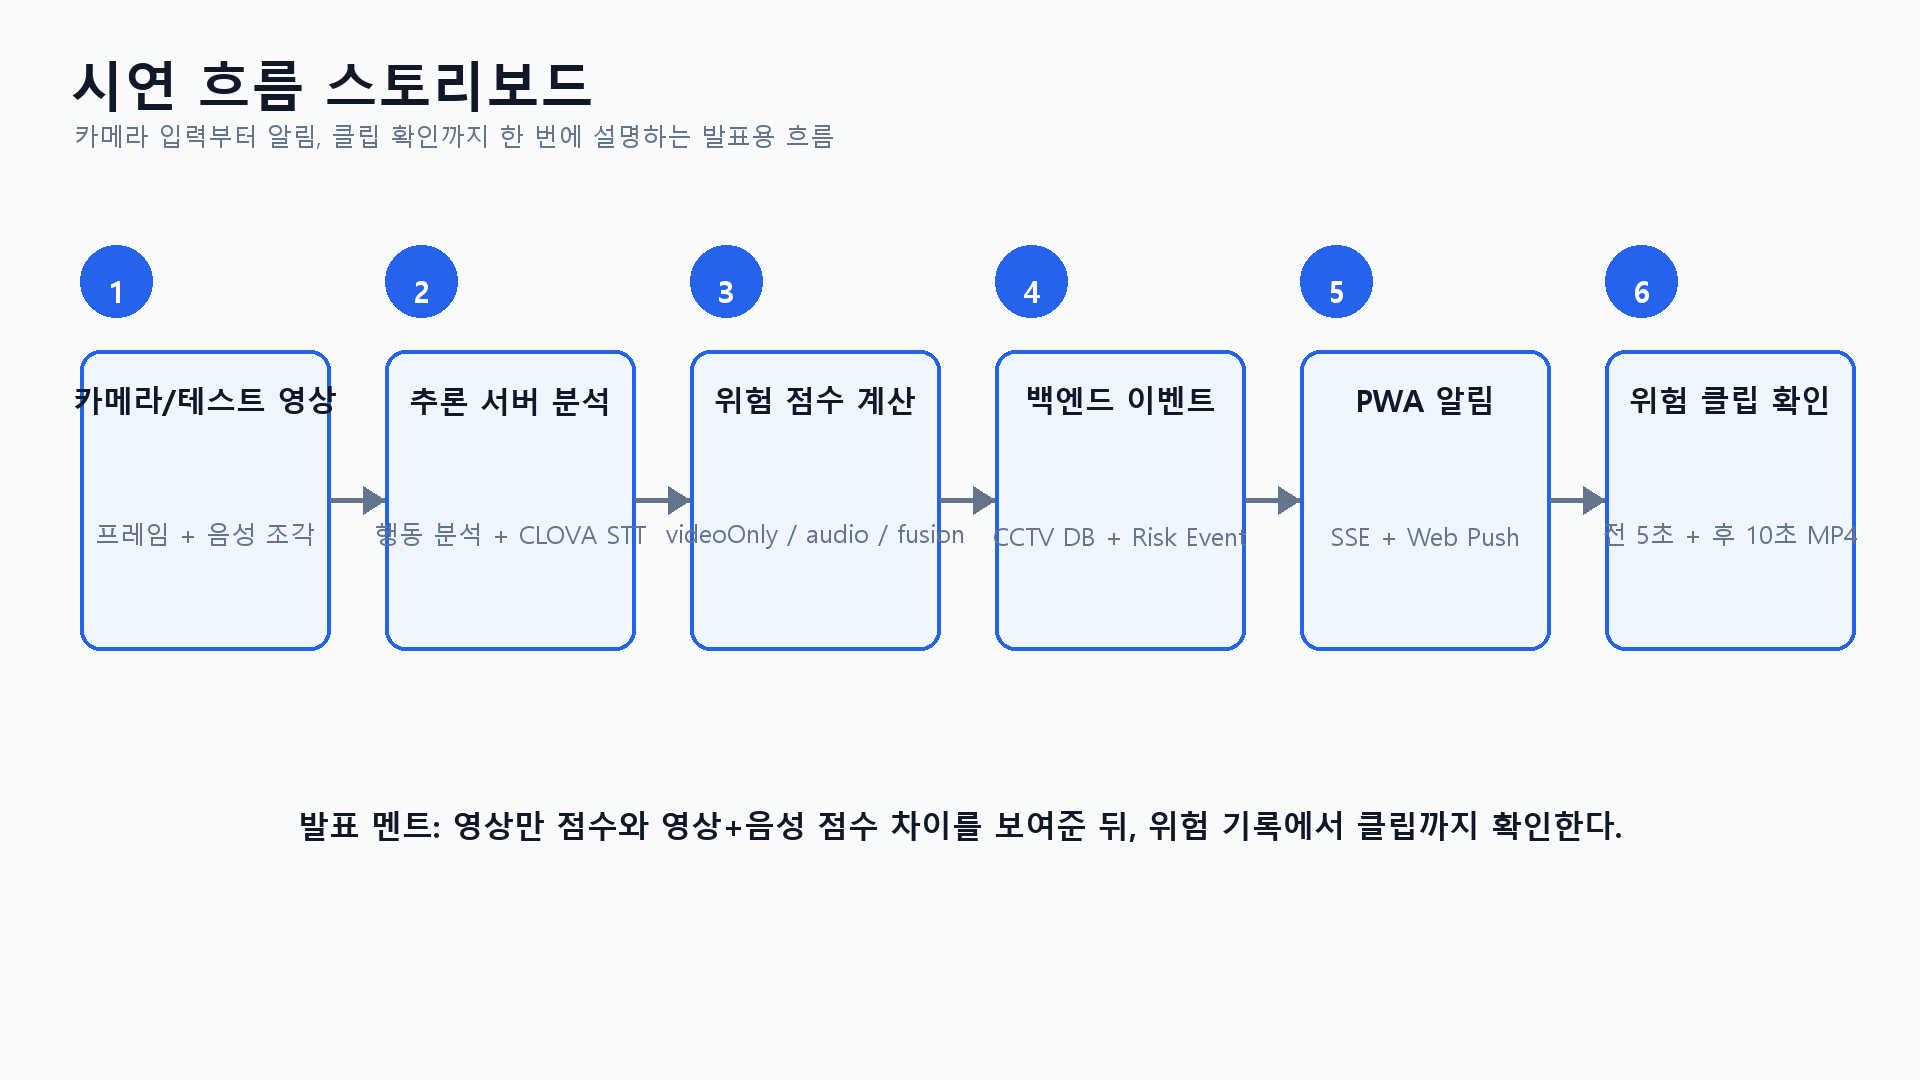 시연 흐름 스토리보드
카메라 입력부터 알림, 클립 확인까지 한 번에 설명하는 발표용 흐름
1
카메라/테스트 영상
프레임 + 음성 조각
2
추론 서버 분석
행동 분석 + CLOVA STT
3
위험 점수 계산
videoOnly / audio / fusion
4
백엔드 이벤트
CCTV DB + Risk Event
5
PWA 알림
SSE + Web Push
6
위험 클립 확인
전 5초 + 후 10초 MP4
발표 멘트: 영상만 점수와 영상+음성 점수 차이를 보여준 뒤, 위험 기록에서 클립까지 확인한다.